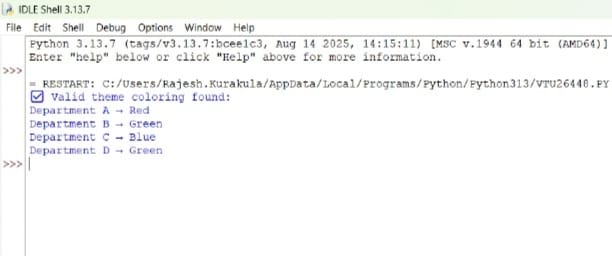 IDLE Shell 3.13.7
File Edit Shell Debug Options Window Help
Python 3.13.7 (tags/v3.13.7:bcee1c3, Aug 14 2025, 14:15:11) [MSC v.1944 64 bit (AMD64)]
Enter "help" below or click "Help" above for more information.
>>>
= RESTART: C:/Users/Rajesh.Kurakula/AppData/Local/Programs/Python/Python313/VTU26448.PY
☑ Valid theme coloring found:
Department A → Red
Department B → Green
Department C → Blue
Department D → Green
>>>